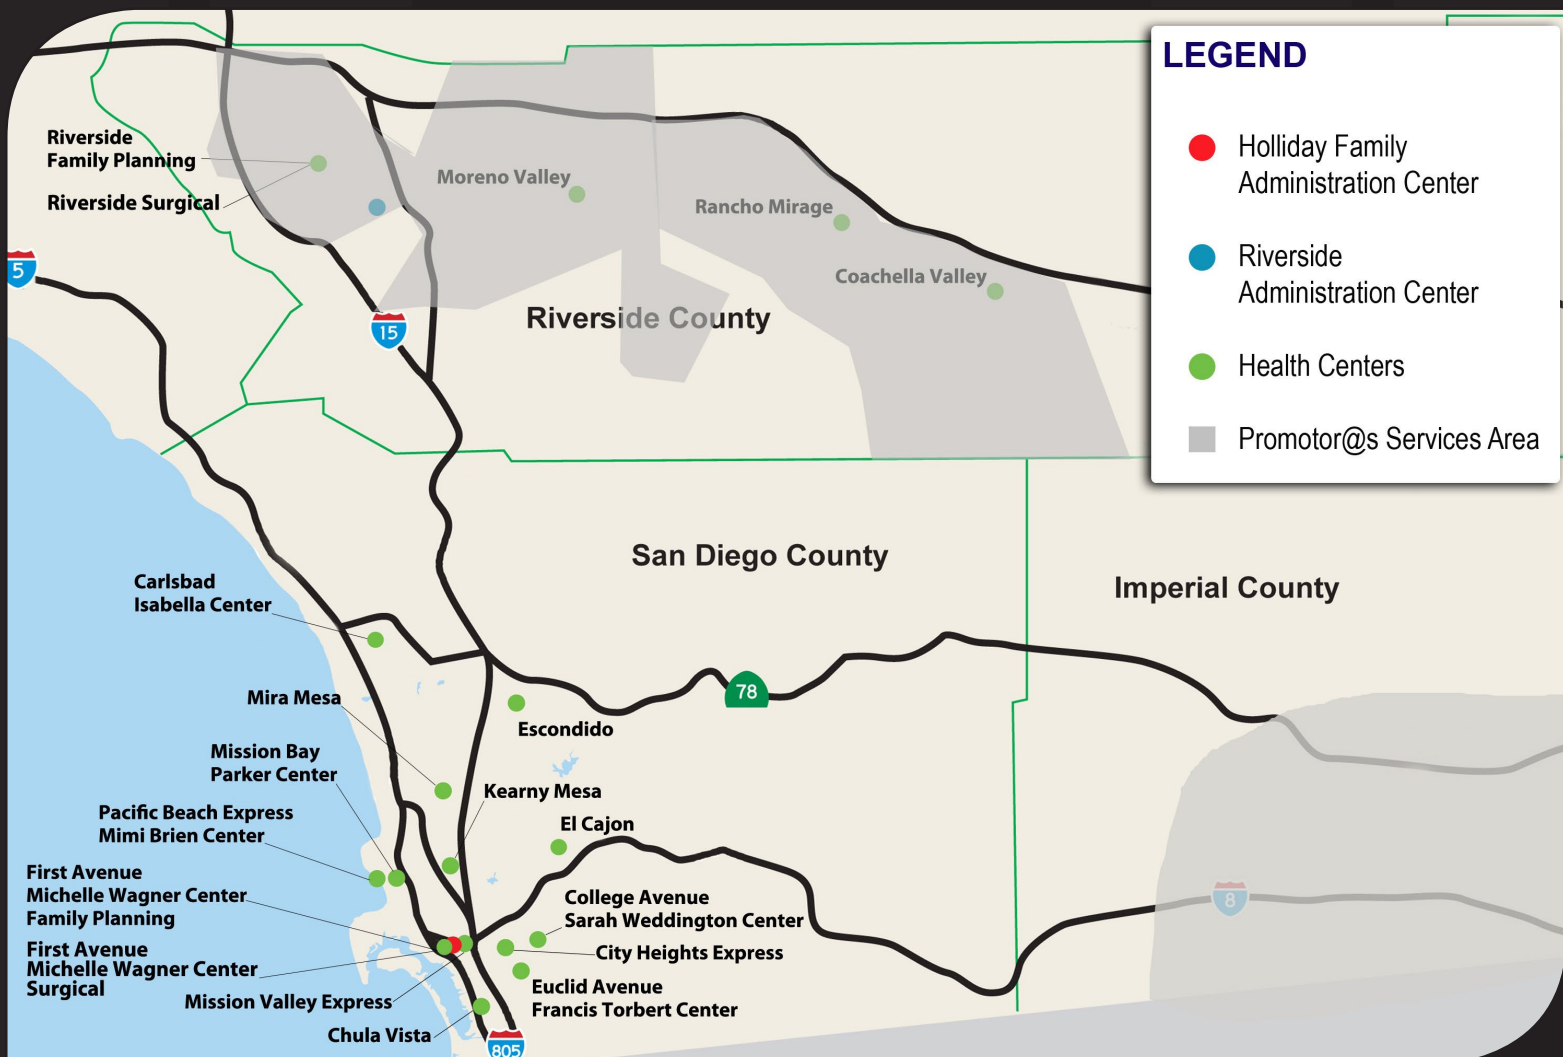 LEGEND
Holliday Family
Administration Center
Riverside
Administration Center
Health Centers
Promotor@s Services Area
Riverside
Family Planning
Riverside Surgical
Moreno Valley
Rancho Mirage
Coachella Valley
5
15
Riverside County
San Diego County
Imperial County
Carlsbad
Isabella Center
78
Mira Mesa
Escondido
Mission Bay
Parker Center
Kearny Mesa
Pacific Beach Express
Mimi Brien Center
El Cajon
First Avenue
Michelle Wagner Center
Family Planning
College Avenue
Sarah Weddington Center
8
First Avenue
Michelle Wagner Center
Surgical
City Heights Express
Mission Valley Express
Euclid Avenue
Francis Torbert Center
Chula Vista
805